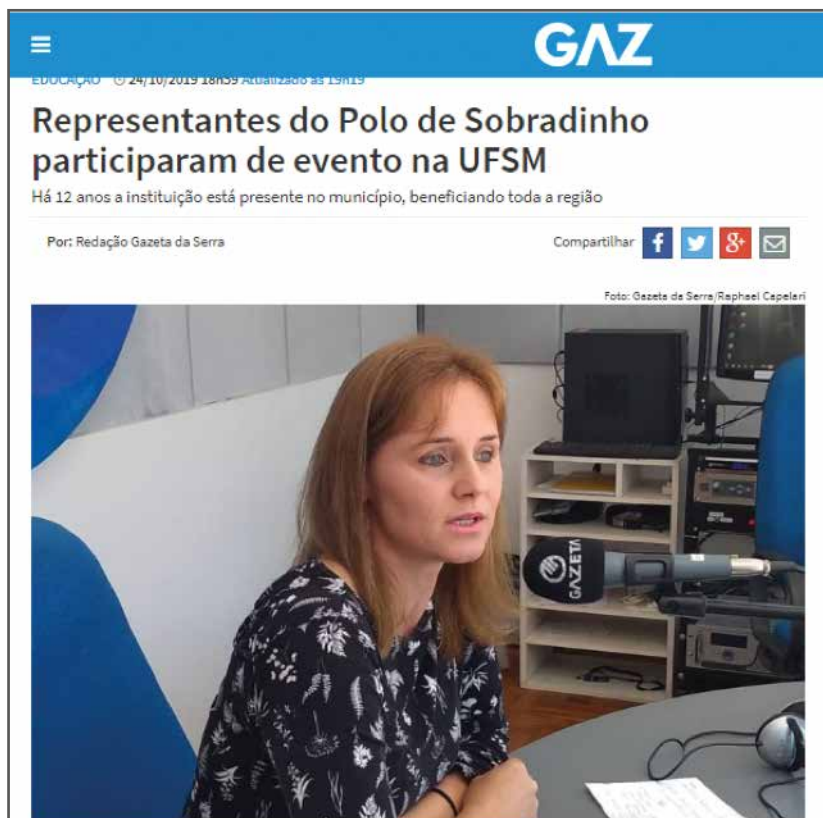 GAZ
EDUCAÇÃO 24/10/2019 18h59 Atualizado às 19h19
Representantes do Polo de Sobradinho
participaram de evento na UFSM
Há 12 anos a instituição está presente no município, beneficiando toda a região
Por: Redação Gazeta da Serra
Compartilhar
Foto: Gazeta da Serra/Raphael Capelari
GAZETA